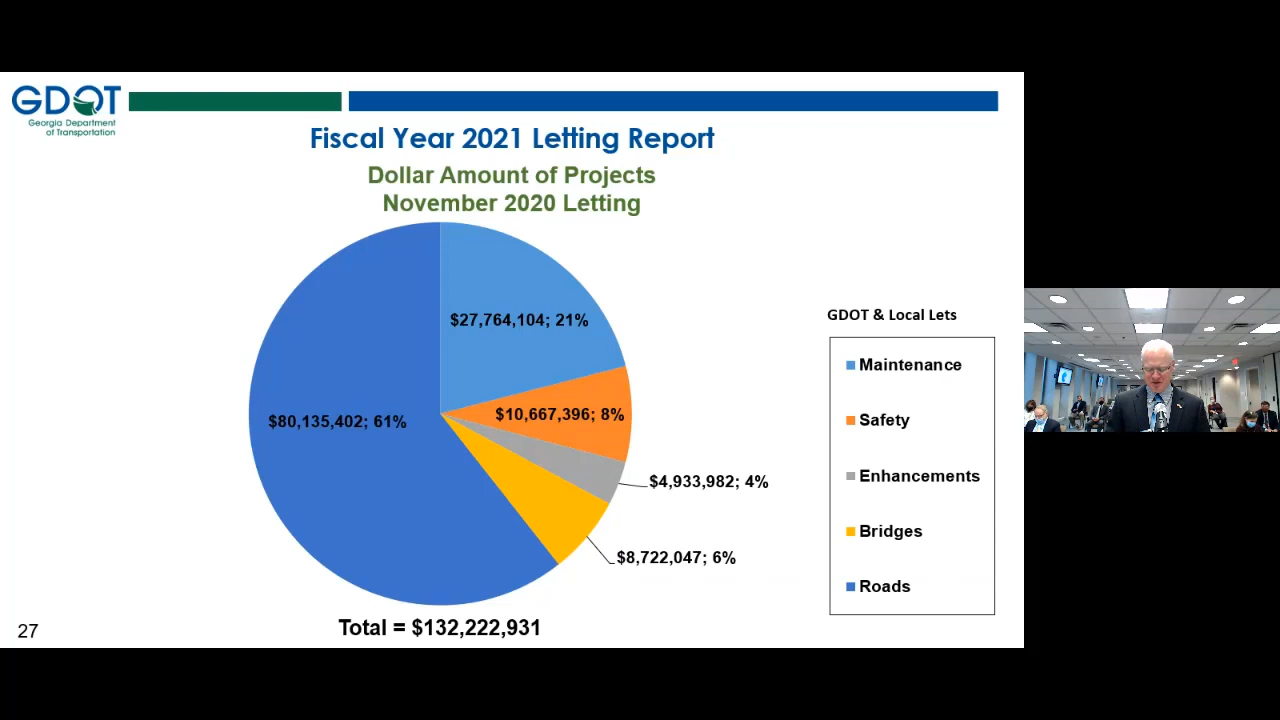 GDOT
Georgia Department
of Transportation
Fiscal Year 2021 Letting Report
Dollar Amount of Projects
November 2020 Letting
$27,764,104; 21%
$10,667,396; 8%
$80,135,402; 61%
$4,933,982; 4%
$8,722,047; 6%
GDOT & Local Lets
Maintenance
Safety
Enhancements
Bridges
Roads
Total = $132,222,931
27